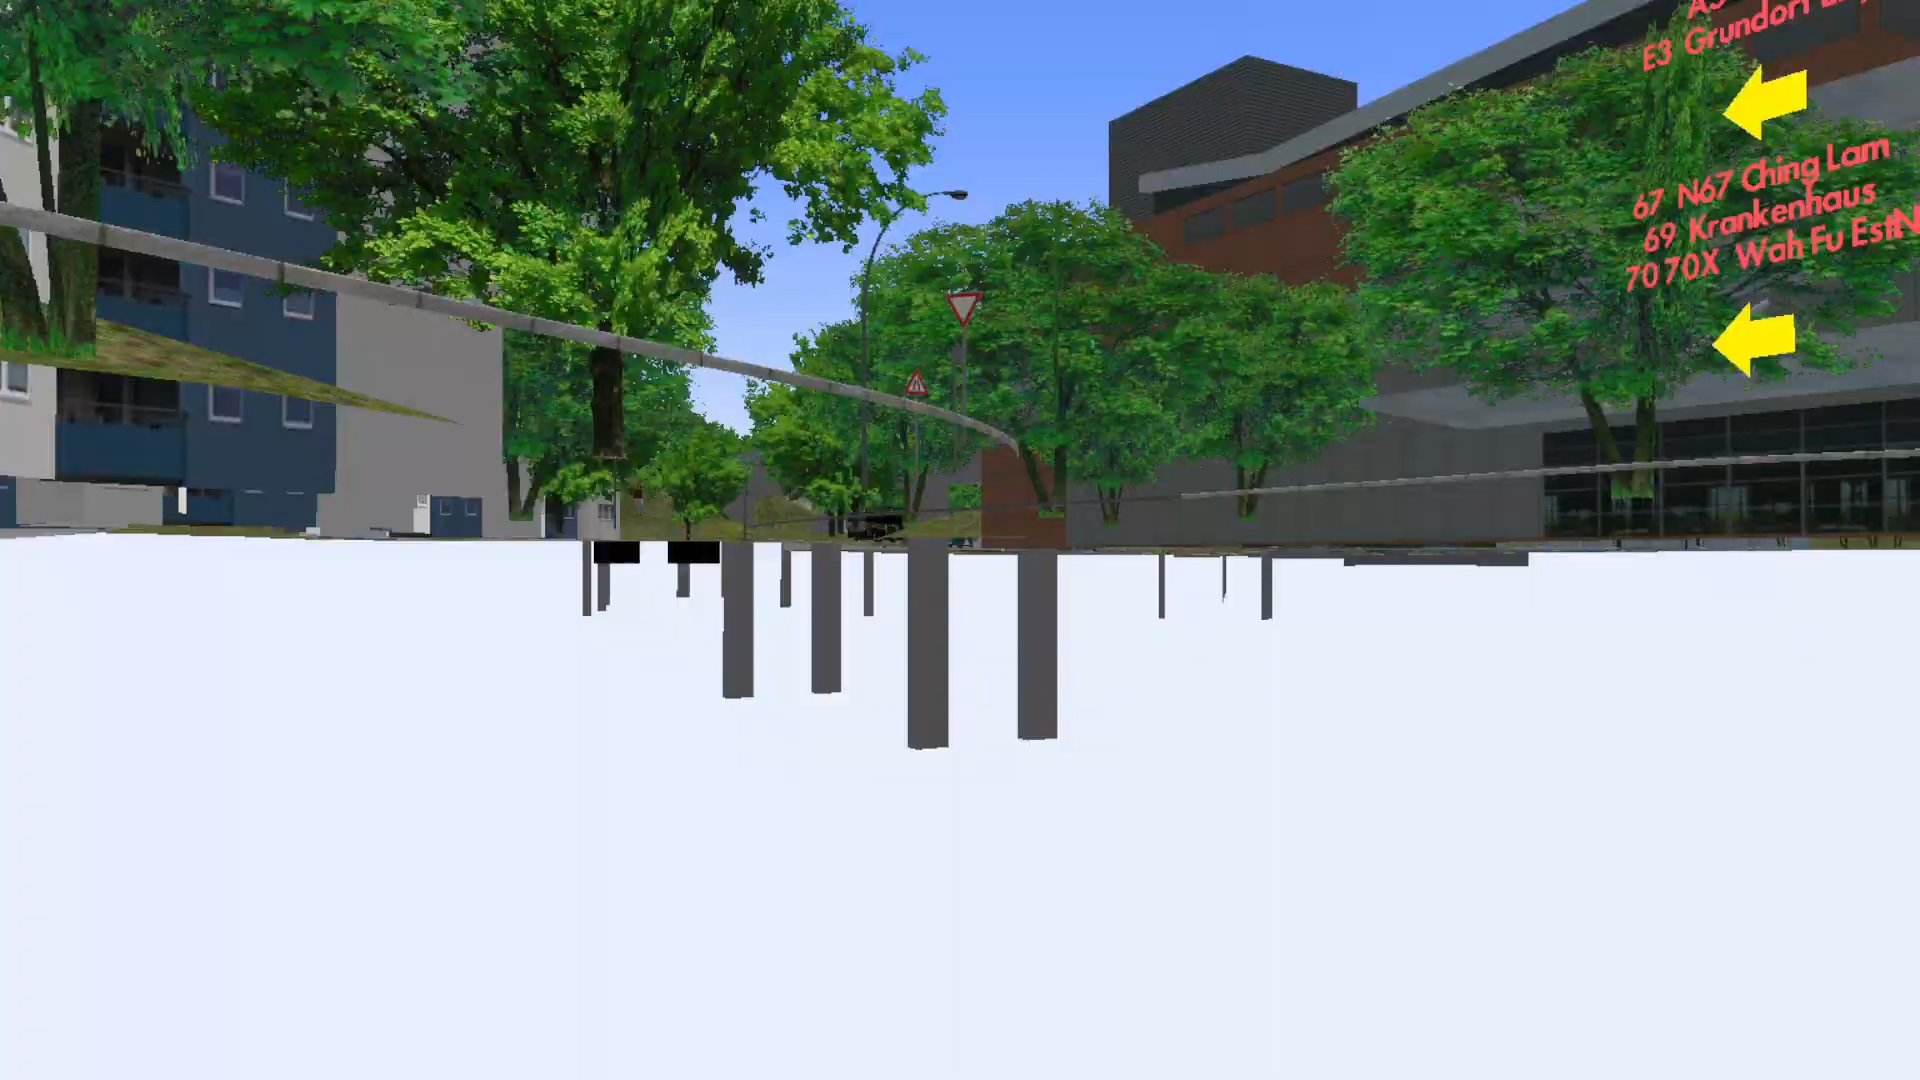 E3 Grundorf
67 N67 Ching Lam
69 Krankenhaus
70 70X Wah Fu Est